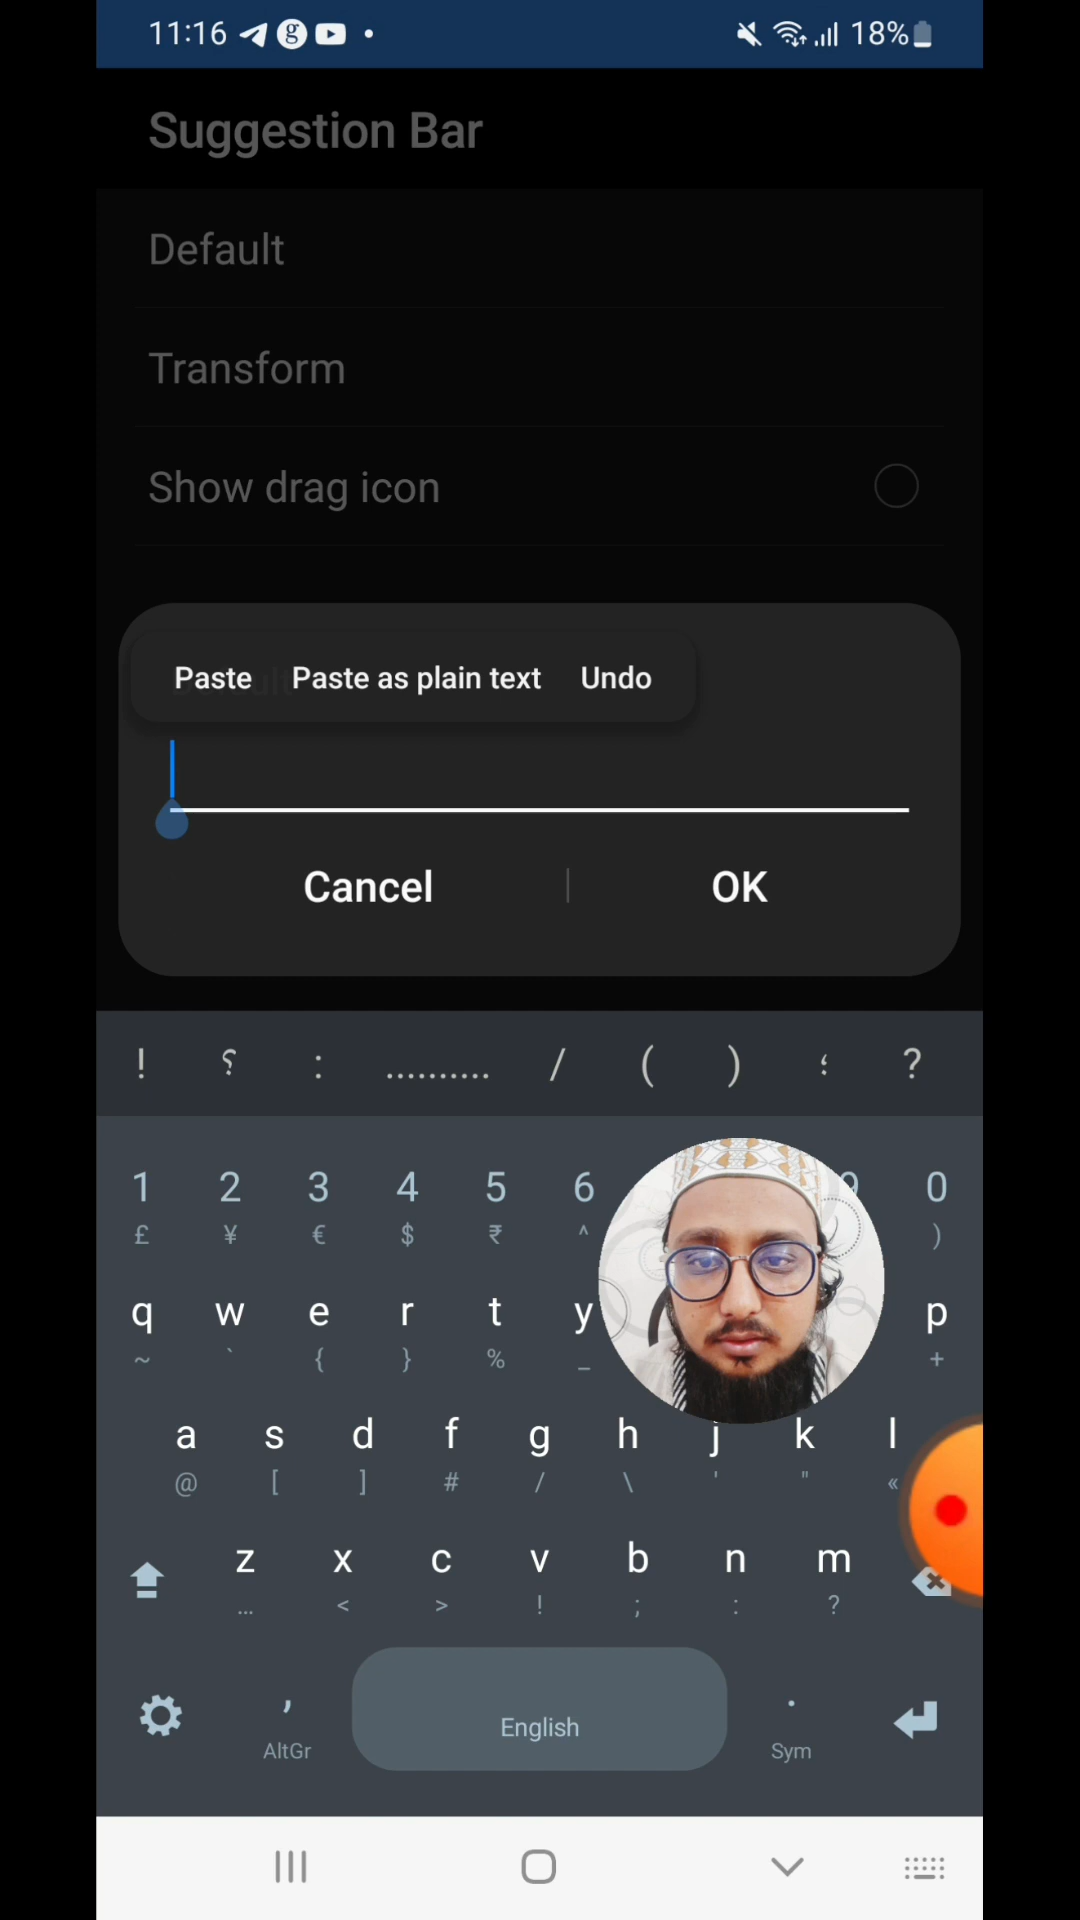 11:16 18%
Suggestion Bar
Default
Transform
Show drag icon
Paste Paste as plain text Undo
Cancel | OK
! ؟ : .......... / ( ) ؛ ?
1 2 3 4 5 6 9 0
£ ¥ € $ ₹ ^ )
q w e r t y p
~ ` { } % _ +
a s d f g h j k l
@ [ ] # / \ ' " «
z x c v b n m
... < > ! ; : ?
, English .
AltGr Sym